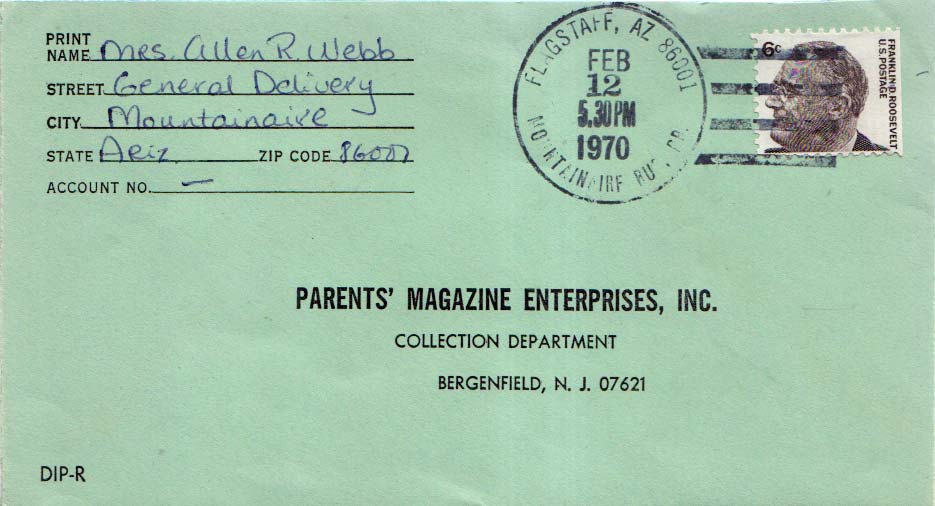 PRINT
NAME Mrs. Allen R. Webb
STREET General Delivery
CITY Mountainaire
STATE Ariz ZIP CODE 86001
ACCOUNT NO. —
FLAGSTAFF, AZ 86001
FEB
12
5.30 PM
1970
MOUNTAINAIRE RUR. BR.
6c
FRANKLIN D. ROOSEVELT
U.S. POSTAGE
PARENTS' MAGAZINE ENTERPRISES, INC.
COLLECTION DEPARTMENT
BERGENFIELD, N. J. 07621
DIP-R